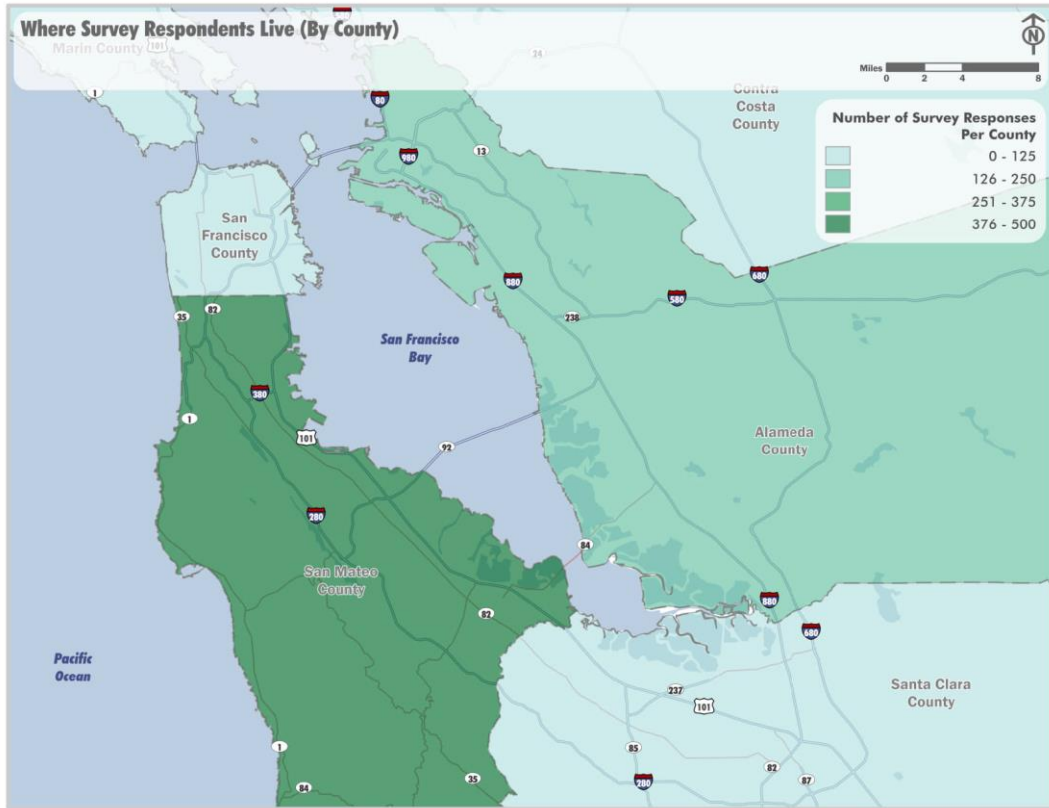 Where Survey Respondents Live (By County)
N
Miles 0 2 4 8
Number of Survey Responses
Per County
0 - 125
126 - 250
251 - 375
376 - 500
Marin County
101
1
24
80
Contra
Costa
County
13
980
San
Francisco
County
680
880
580
35
82
238
San Francisco
Bay
380
1
101
92
Alameda
County
280
84
San Mateo
County
82
880
680
Pacific
Ocean
237
101
Santa Clara
County
1
85
82
87
35
280
84